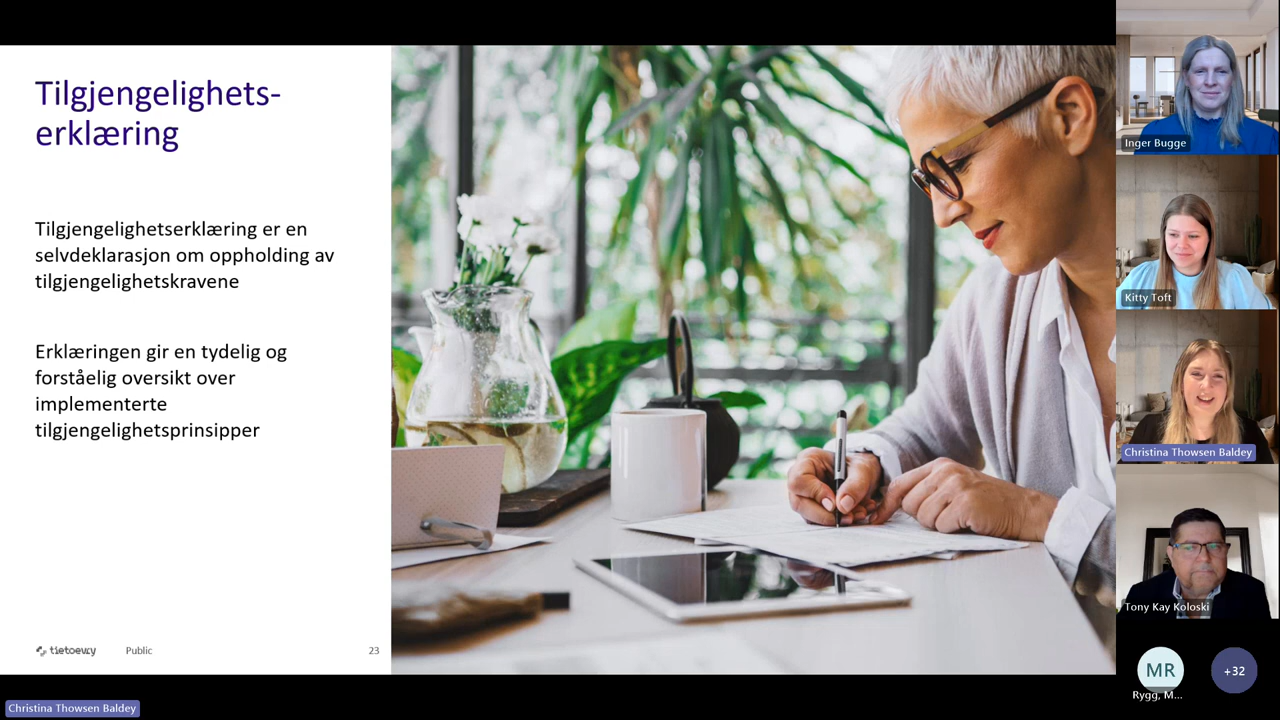 Tilgjengelighets-
erklæring
Tilgjengelighetserklæring er en
selvdeklarasjon om oppholding av
tilgjengelighetskravene
Erklæringen gir en tydelig og
forståelig oversikt over
implementerte
tilgjengelighetsprinsipper
tietoevry
Public
23
Christina Thowsen Baldey
Inger Bugge
Kitty Toft
Christina Thowsen Baldey
Tony Kay Koloski
MR
+32
Rygg, M...